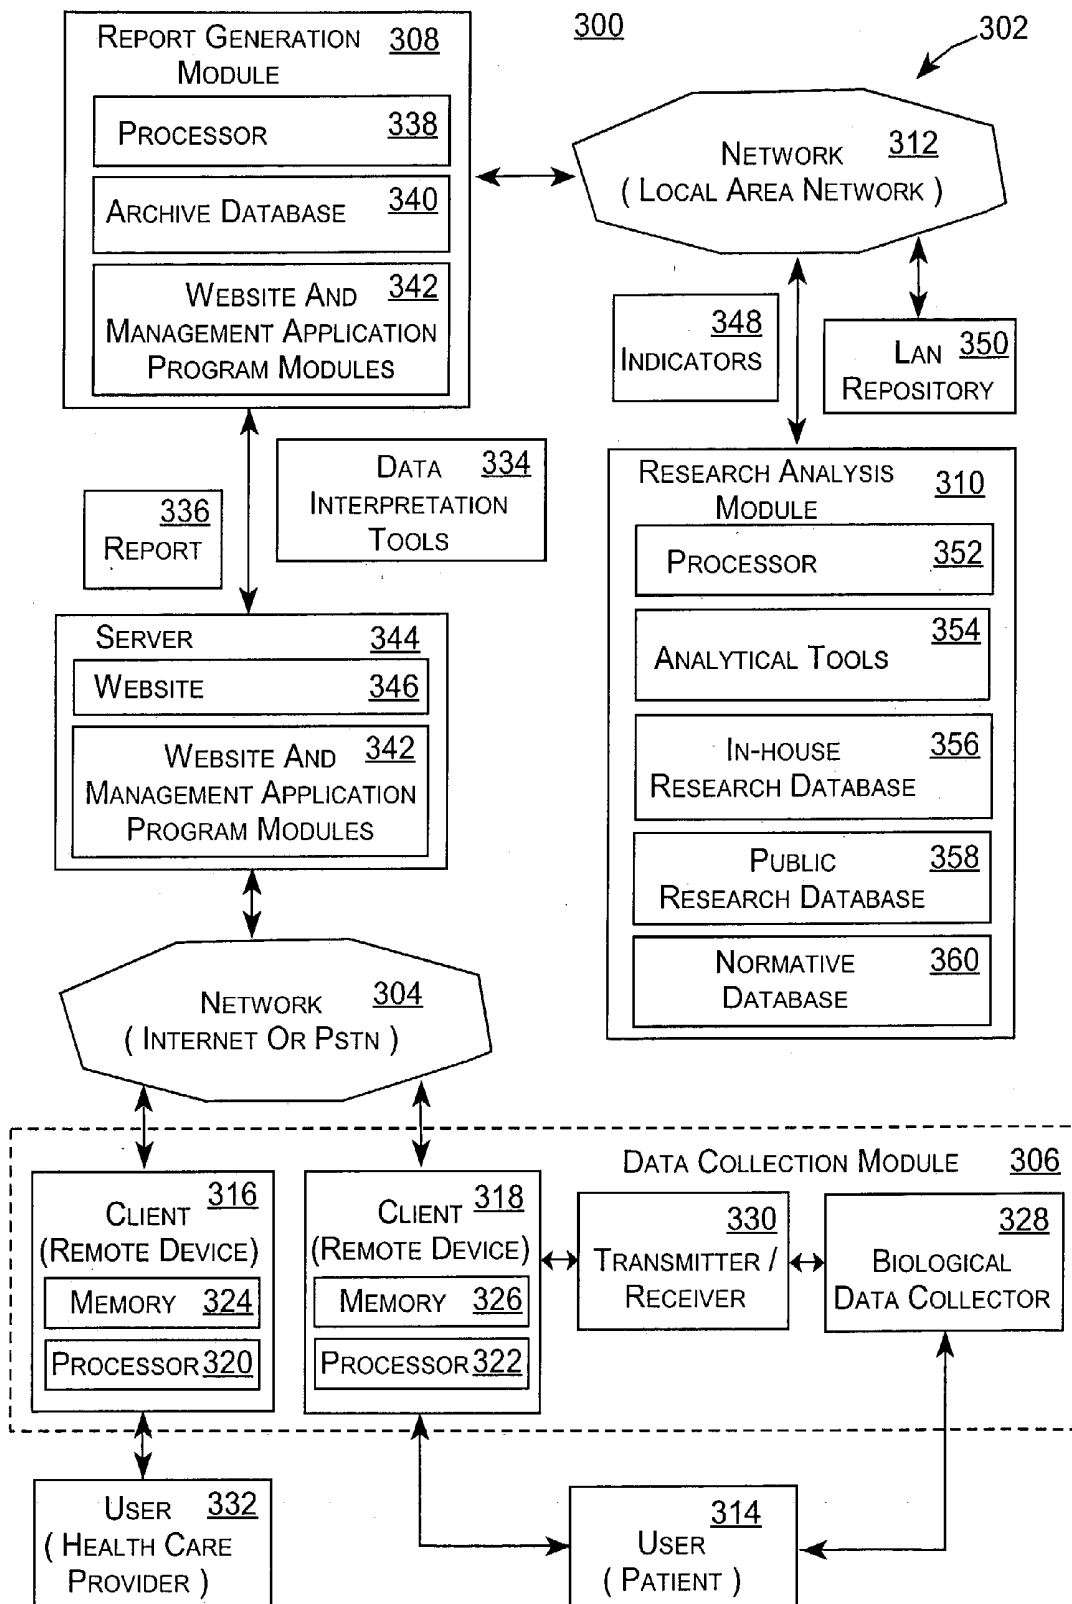 300
302
REPORT GENERATION 308
MODULE
PROCESSOR 338
ARCHIVE DATABASE 340
WEBSITE AND 342
MANAGEMENT APPLICATION
PROGRAM MODULES
NETWORK 312
( LOCAL AREA NETWORK )
348
INDICATORS
LAN 350
REPOSITORY
DATA 334
INTERPRETATION
TOOLS
336
REPORT
RESEARCH ANALYSIS 310
MODULE
PROCESSOR 352
ANALYTICAL TOOLS 354
IN-HOUSE 356
RESEARCH DATABASE
PUBLIC 358
RESEARCH DATABASE
NORMATIVE 360
DATABASE
SERVER 344
WEBSITE 346
WEBSITE AND 342
MANAGEMENT APPLICATION
PROGRAM MODULES
NETWORK 304
( INTERNET OR PSTN )
DATA COLLECTION MODULE 306
316
CLIENT
(REMOTE DEVICE)
MEMORY 324
PROCESSOR 320
318
CLIENT
(REMOTE DEVICE)
MEMORY 326
PROCESSOR 322
330
TRANSMITTER /
RECEIVER
328
BIOLOGICAL
DATA COLLECTOR
USER 332
( HEALTH CARE
PROVIDER )
314
USER
( PATIENT )